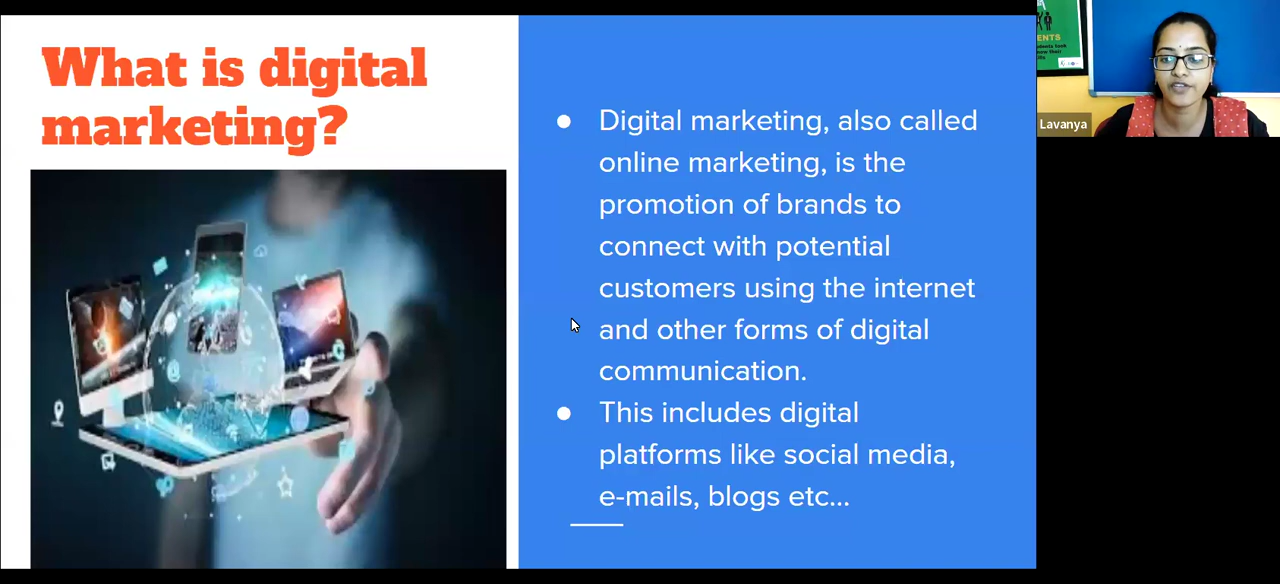 What is digital
marketing?
Digital marketing, also called
online marketing, is the
promotion of brands to
connect with potential
customers using the internet
and other forms of digital
communication.
This includes digital
platforms like social media,
e-mails, blogs etc...
ENTS
Lavanya